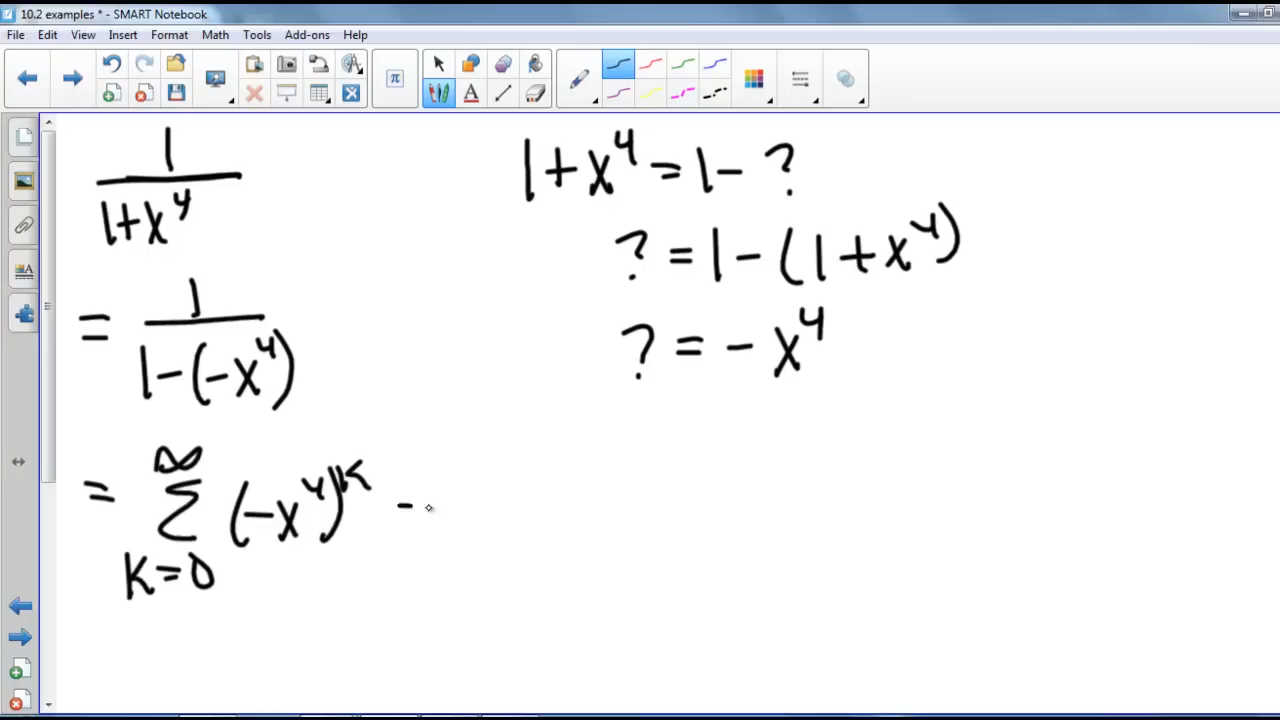 10.2 examples * - SMART Notebook
File Edit View Insert Format Math Tools Add-ons Help
π A
1/(1+x⁴)
1+x⁴ = 1- ?
? = 1-(1+x⁴)
= 1/(1-(-x⁴))
? = -x⁴
= ∞ Σ k=0 (-x⁴)ᵏ -